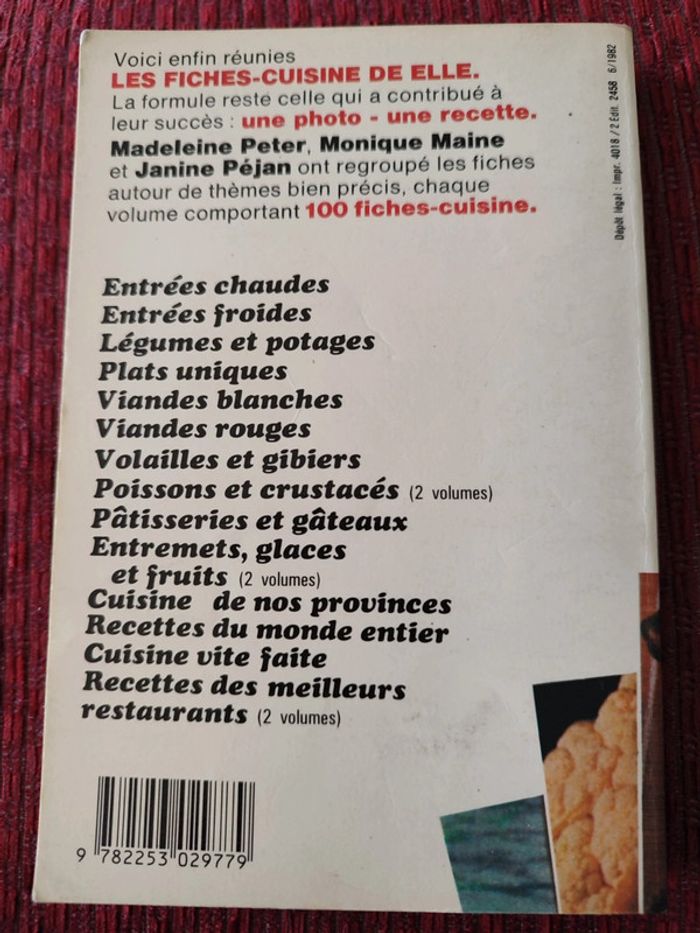 Voici enfin réunies
LES FICHES-CUISINE DE ELLE.
La formule reste celle qui a contribué à
leur succès : une photo - une recette.
Madeleine Peter, Monique Maine
et Janine Péjan ont regroupé les fiches
autour de thèmes bien précis, chaque
volume comportant 100 fiches-cuisine.
Entrées chaudes
Entrées froides
Légumes et potages
Plats uniques
Viandes blanches
Viandes rouges
Volailles et gibiers
Poissons et crustacés (2 volumes)
Pâtisseries et gâteaux
Entremets, glaces
et fruits (2 volumes)
Cuisine de nos provinces
Recettes du monde entier
Cuisine vite faite
Recettes des meilleurs
restaurants (2 volumes)
9 782253 029779
Dépôt légal : Impr. 4018 / 2 Edit. 2458 6/1982